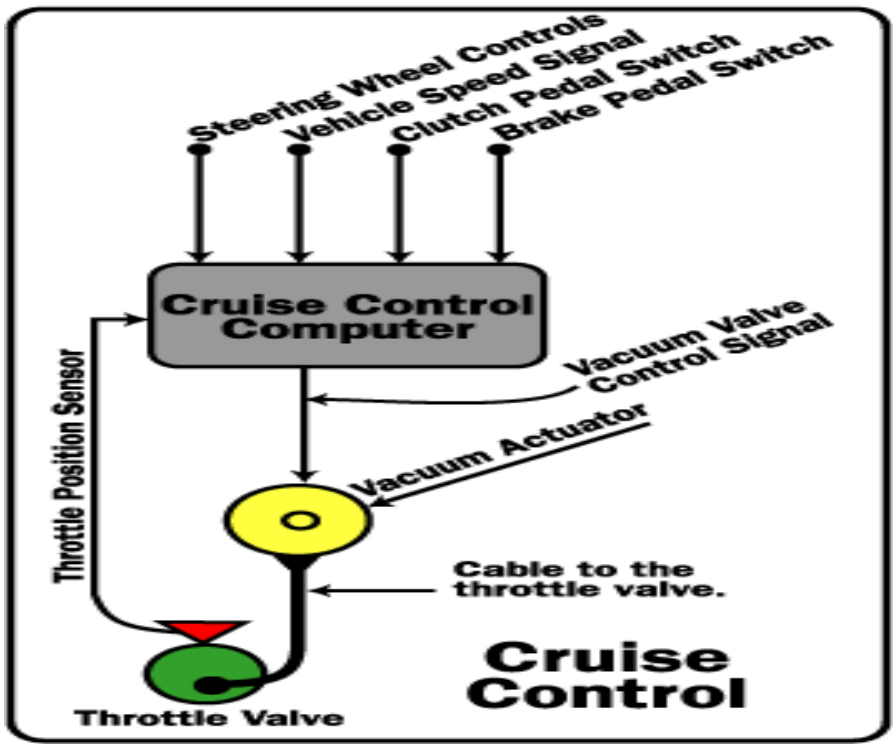 Steering Wheel Controls
Vehicle Speed Signal
Clutch Pedal Switch
Brake Pedal Switch
Cruise Control
Computer
Vacuum Valve
Control Signal
Throttle Position Sensor
Vacuum Actuator
Cable to the
throttle valve.
Cruise
Control
Throttle Valve